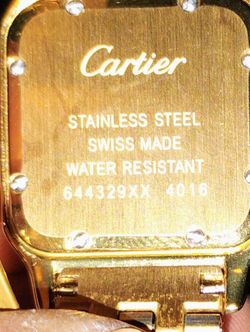 Cartier
STAINLESS STEEL
SWISS MADE
WATER RESISTANT
644329XX 4016